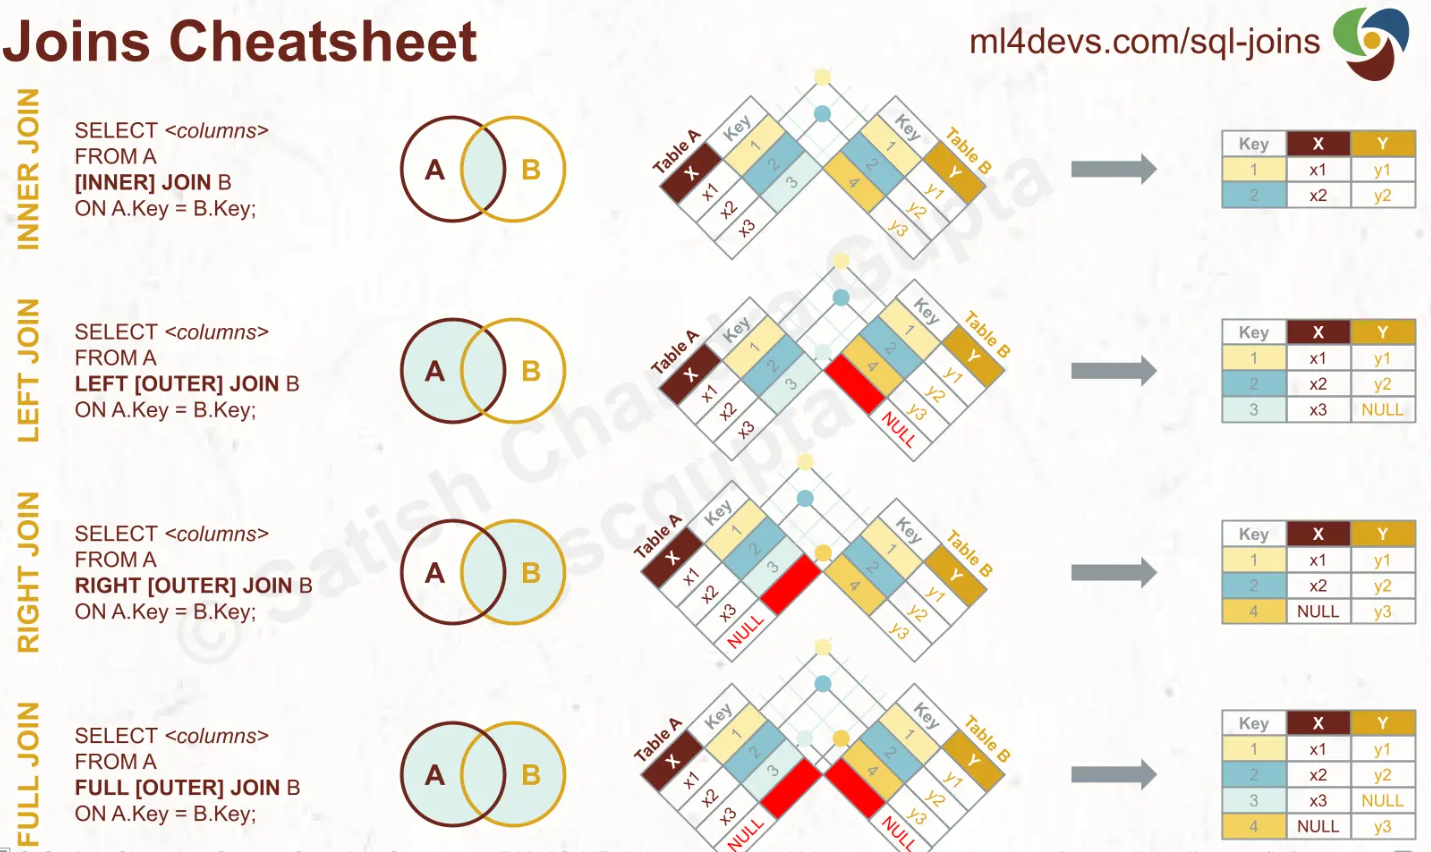 Joins Cheatsheet
ml4devs.com/sql-joins
INNER JOIN
SELECT <columns>
FROM A
[INNER] JOIN B
ON A.Key = B.Key;
A B
Table A
Key 1 2 3
X x1 x2 x3
Table B
Key 1 2 4
Y y1 y2 y3
Key X Y
1 x1 y1
2 x2 y2
LEFT JOIN
SELECT <columns>
FROM A
LEFT [OUTER] JOIN B
ON A.Key = B.Key;
A B
Table A
Key 1 2 3
X x1 x2 x3
Table B
Key 1 2 4
Y y1 y2 y3 NULL
Key X Y
1 x1 y1
2 x2 y2
3 x3 NULL
RIGHT JOIN
SELECT <columns>
FROM A
RIGHT [OUTER] JOIN B
ON A.Key = B.Key;
A B
Table A
Key 1 2 3
X x1 x2 x3 NULL
Table B
Key 1 2 4
Y y1 y2 y3
Key X Y
1 x1 y1
2 x2 y2
4 NULL y3
FULL JOIN
SELECT <columns>
FROM A
FULL [OUTER] JOIN B
ON A.Key = B.Key;
A B
Table A
Key 1 2 3
X x1 x2 x3 NULL
Table B
Key 1 2 4
Y y1 y2 y3 NULL
Key X Y
1 x1 y1
2 x2 y2
3 x3 NULL
4 NULL y3
© Satish Chandra Gupta
scgupta